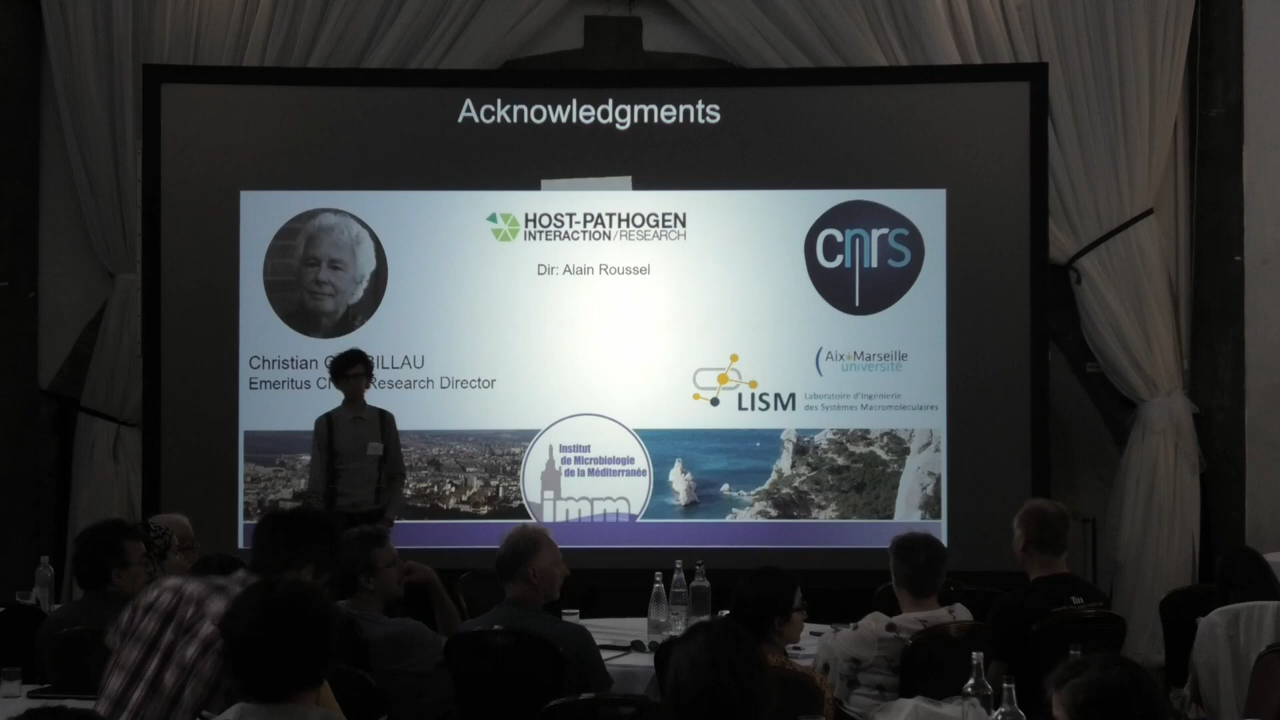 Acknowledgments
HOST-PATHOGEN
INTERACTION/RESEARCH
Dir: Alain Roussel
cnrs
Christian BILLAU
Emeritus Research Director
Aix*Marseille
université
LISM
Laboratoire d'Ingénierie
des Systèmes Macromoléculaires
Institut
de Microbiologie
de la Méditerranée
imm